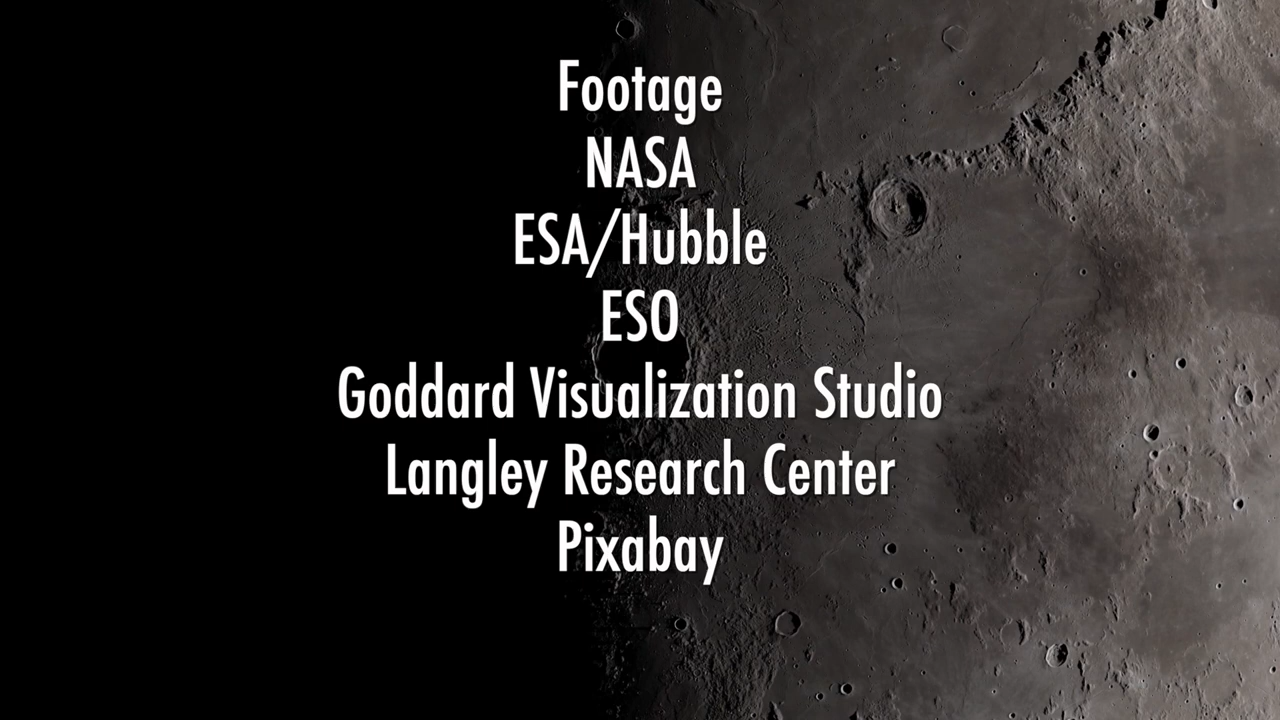 Footage
NASA
ESA/Hubble
ESO
Goddard Visualization Studio
Langley Research Center
Pixabay